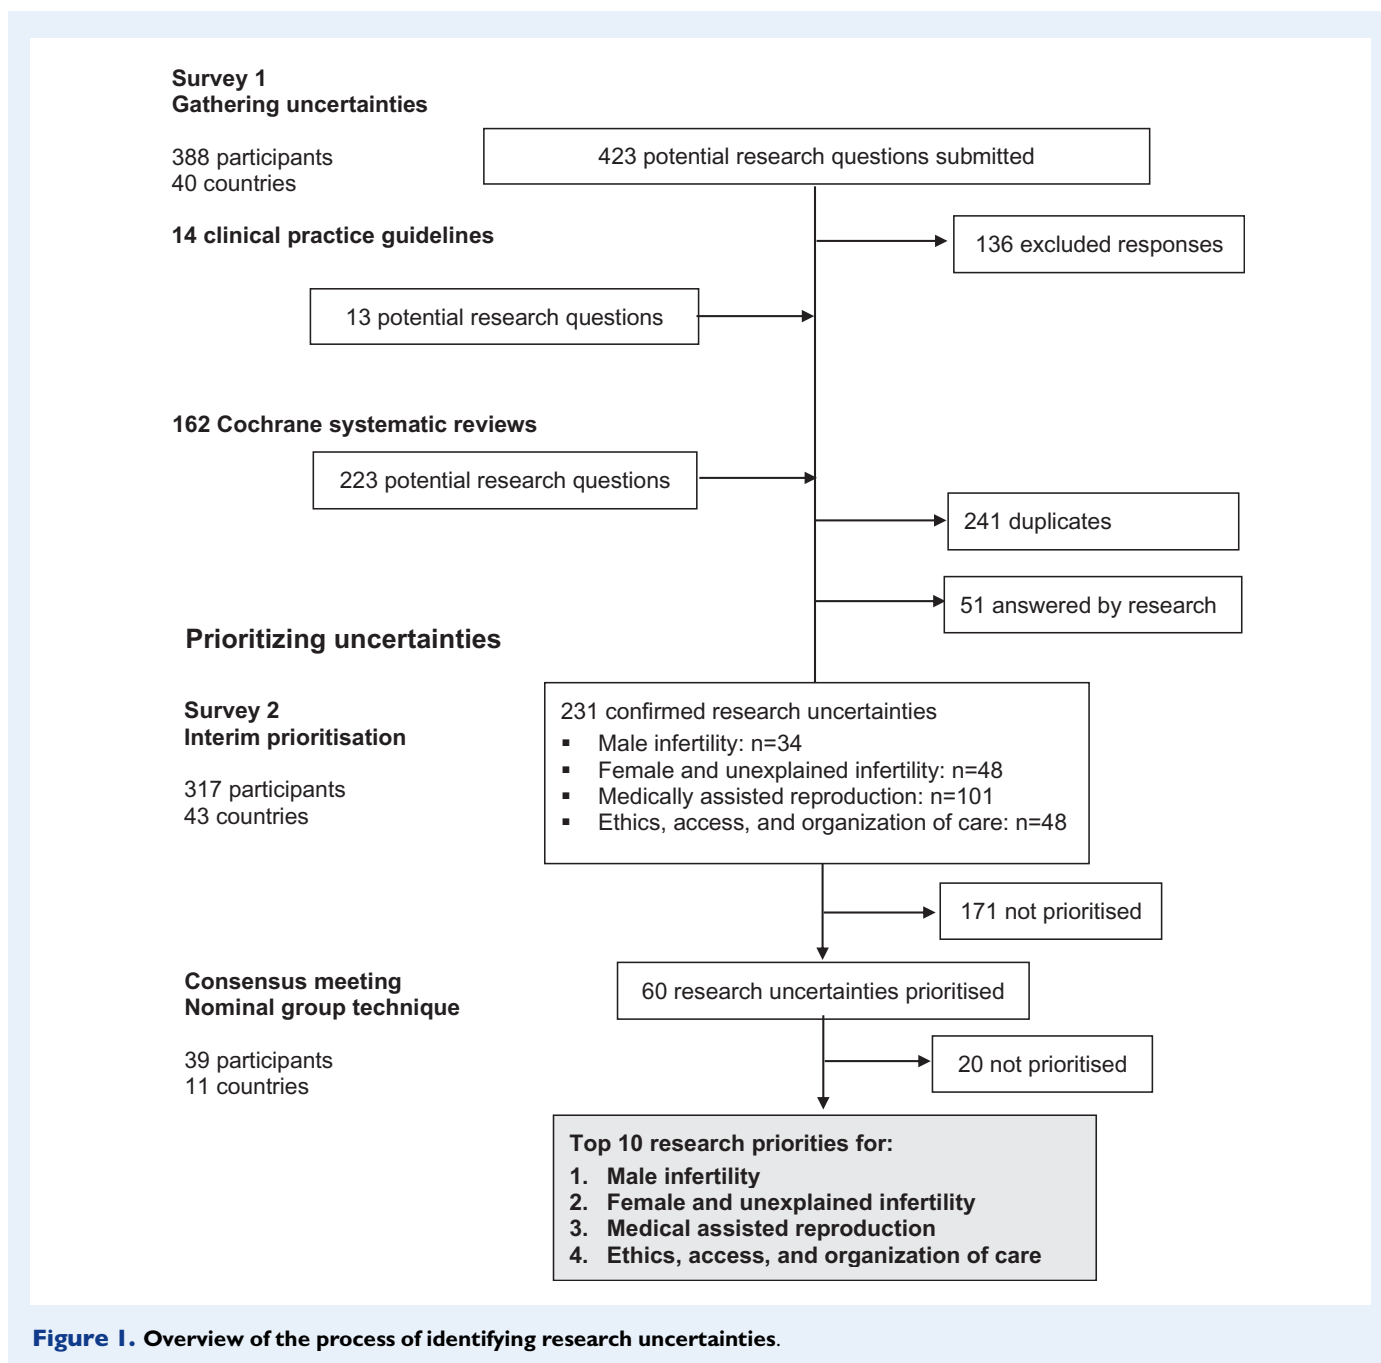 Survey 1
Gathering uncertainties
388 participants
40 countries
423 potential research questions submitted
14 clinical practice guidelines
136 excluded responses
13 potential research questions
162 Cochrane systematic reviews
223 potential research questions
241 duplicates
51 answered by research
Prioritizing uncertainties
Survey 2
Interim prioritisation
317 participants
43 countries
231 confirmed research uncertainties
▪ Male infertility: n=34
▪ Female and unexplained infertility: n=48
▪ Medically assisted reproduction: n=101
▪ Ethics, access, and organization of care: n=48
171 not prioritised
Consensus meeting
Nominal group technique
39 participants
11 countries
60 research uncertainties prioritised
20 not prioritised
Top 10 research priorities for:
1. Male infertility
2. Female and unexplained infertility
3. Medical assisted reproduction
4. Ethics, access, and organization of care
Figure 1. Overview of the process of identifying research uncertainties.